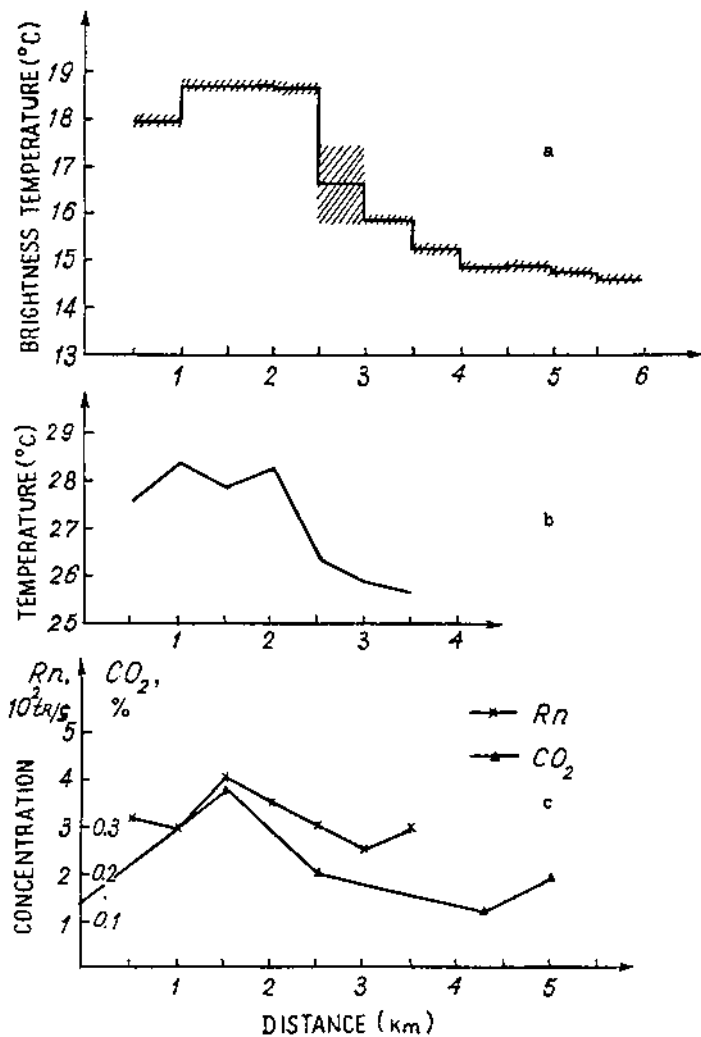 BRIGHTNESS TEMPERATURE (°C)
19
18
17
16
15
14
13
a
1 2 3 4 5 6
TEMPERATURE (°C)
29
28
27
26
25
b
1 2 3 4
Rn, CO2,
%
CONCENTRATION
5
4
3 0.3
2 0.2
1 0.1
Rn
CO2
c
1 2 3 4 5
DISTANCE (км)